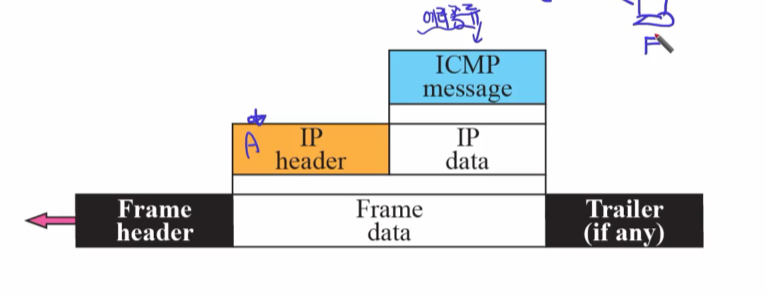 에러종류
F
ICMP
message
A
IP
header
IP
data
Frame
header
Frame
data
Trailer
(if any)